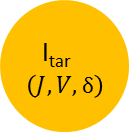 I_tar
(J, V, δ)